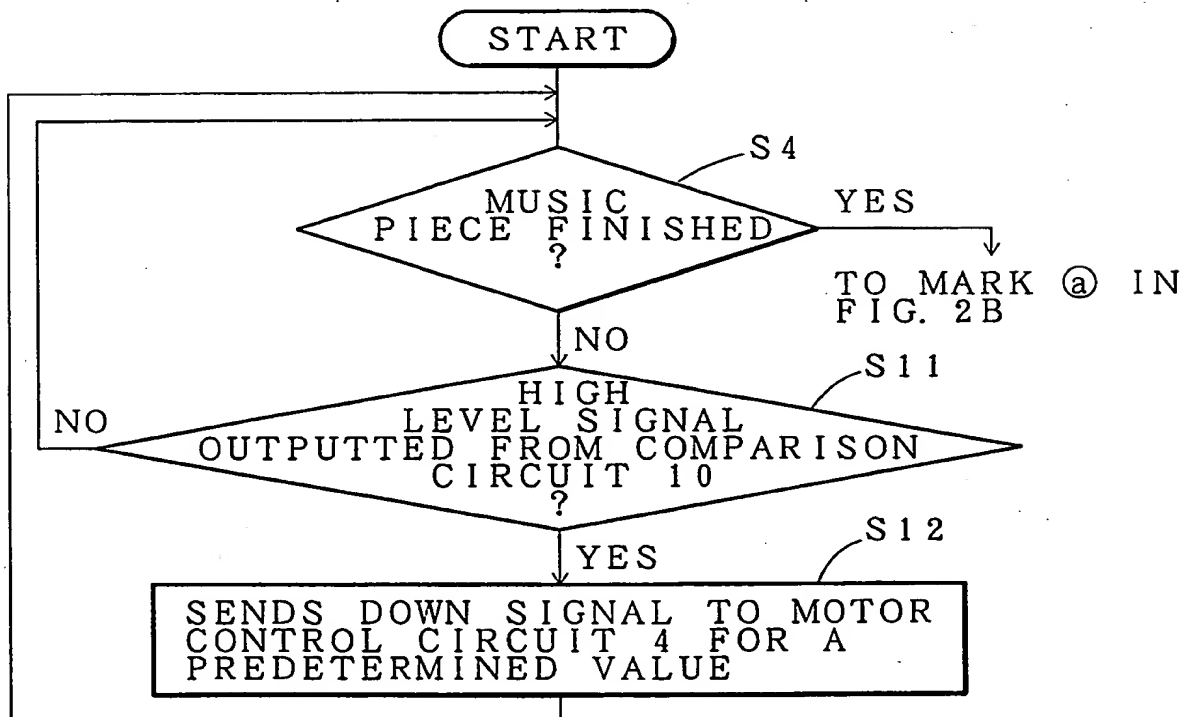 START
S4
MUSIC
PIECE FINISHED
?
YES
TO MARK ⓐ IN
FIG. 2B
NO
S11
HIGH
LEVEL SIGNAL
OUTPUTTED FROM COMPARISON
CIRCUIT 10
?
NO
YES
S12
SENDS DOWN SIGNAL TO MOTOR
CONTROL CIRCUIT 4 FOR A
PREDETERMINED VALUE